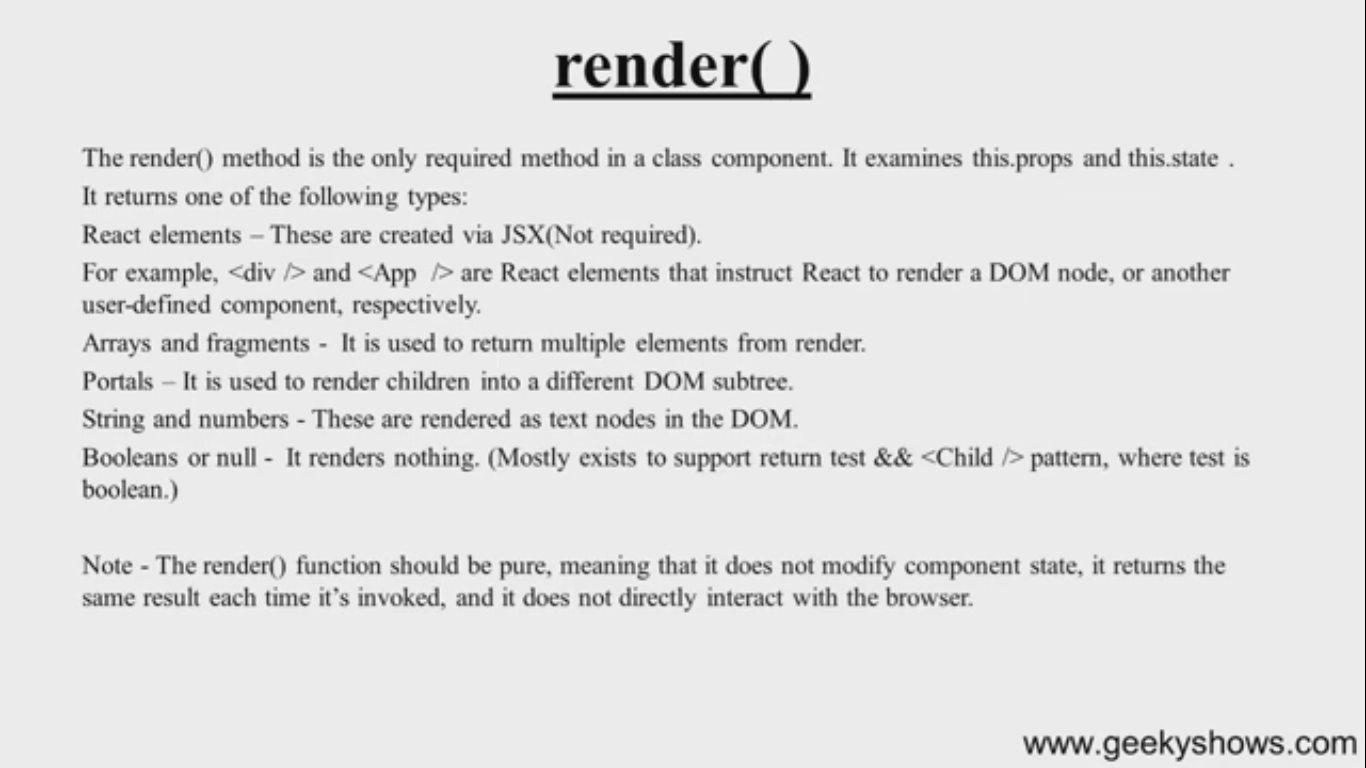 render( )
The render() method is the only required method in a class component. It examines this.props and this.state .
It returns one of the following types:
React elements – These are created via JSX(Not required).
For example, <div /> and <App /> are React elements that instruct React to render a DOM node, or another
user-defined component, respectively.
Arrays and fragments - It is used to return multiple elements from render.
Portals – It is used to render children into a different DOM subtree.
String and numbers - These are rendered as text nodes in the DOM.
Booleans or null - It renders nothing. (Mostly exists to support return test && <Child /> pattern, where test is
boolean.)
Note - The render() function should be pure, meaning that it does not modify component state, it returns the
same result each time it’s invoked, and it does not directly interact with the browser.
www.geekyshows.com